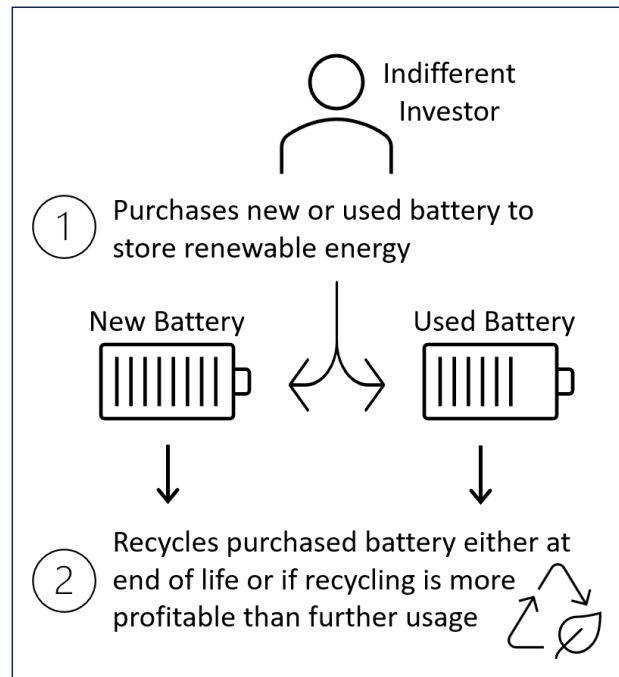 Indifferent
Investor
1
Purchases new or used battery to
store renewable energy
New Battery
Used Battery
2
Recycles purchased battery either at
end of life or if recycling is more
profitable than further usage